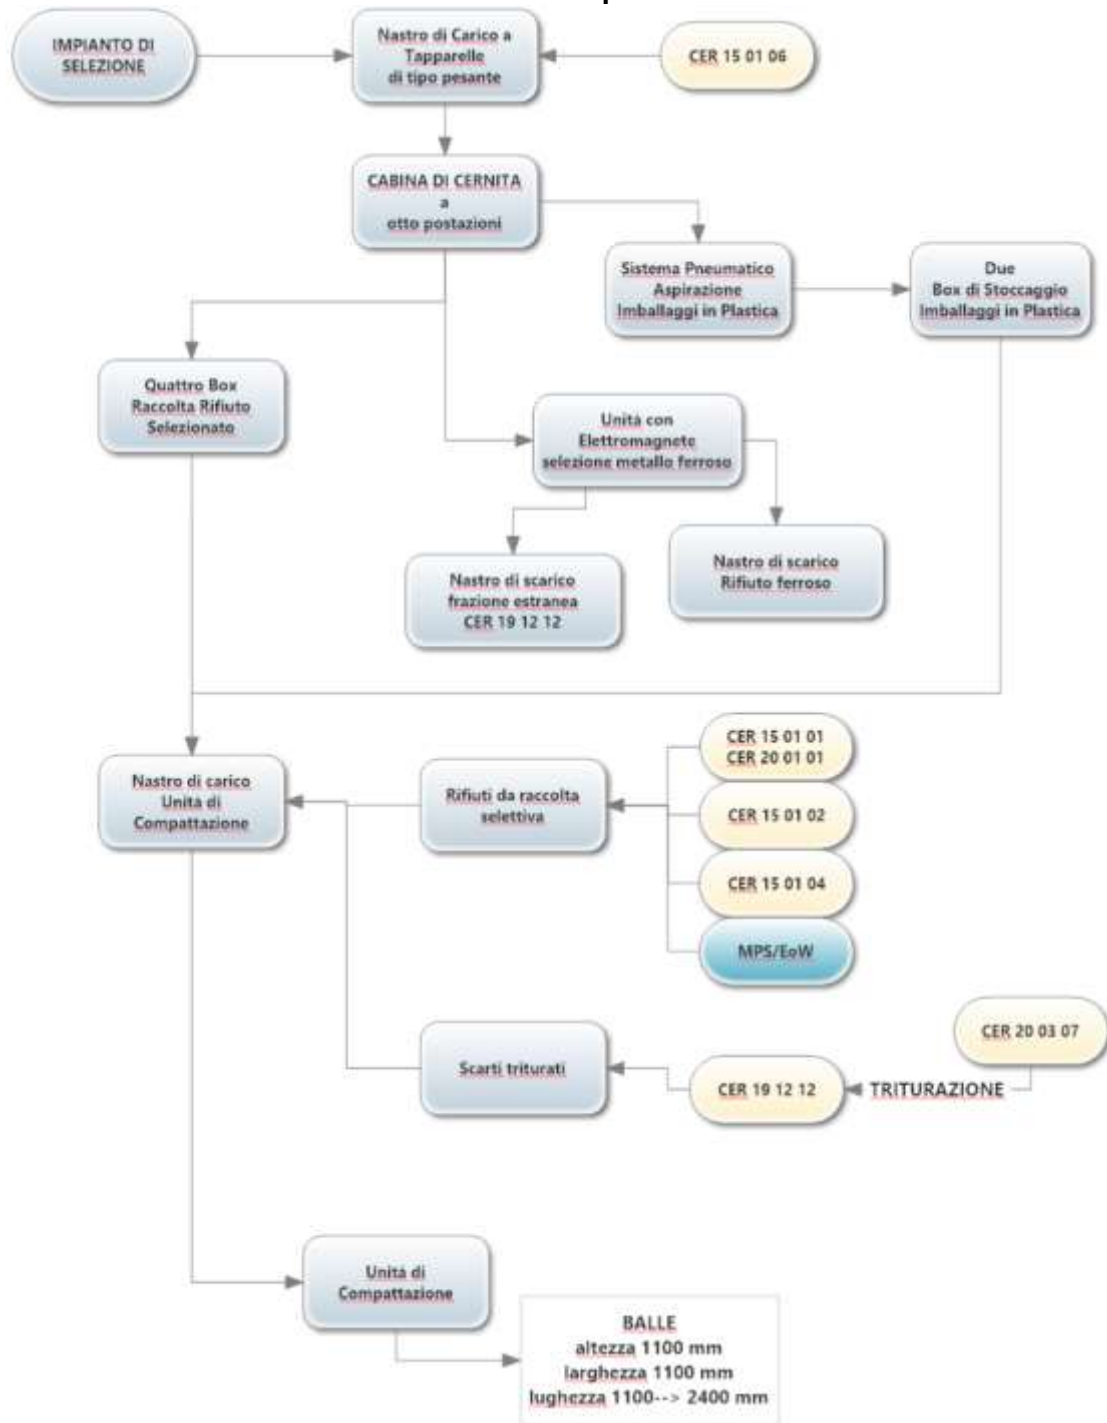 IMPIANTO DI
SELEZIONE
Nastro di Carico a
Tapparelle
di tipo pesante
CER 15 01 06
CABINA DI CERNITA
a
otto postazioni
Sistema Pneumatico
Aspirazione
Imballaggi in Plastica
Due
Box di Stoccaggio
Imballaggi in Plastica
Quattro Box
Raccolta Rifiuto
Selezionato
Unità con
Elettromagnete
selezione metallo ferroso
Nastro di scarico
frazione estranea
CER 19 12 12
Nastro di scarico
Rifiuto ferroso
Nastro di carico
Unità di
Compattazione
Rifiuti da raccolta
selettiva
CER 15 01 01
CER 20 01 01
CER 15 01 02
CER 15 01 04
MPS/EoW
CER 20 03 07
Scarti triturati
CER 19 12 12
TRITURAZIONE
Unità di
Compattazione
BALLE
altezza 1100 mm
larghezza 1100 mm
lughezza 1100--> 2400 mm